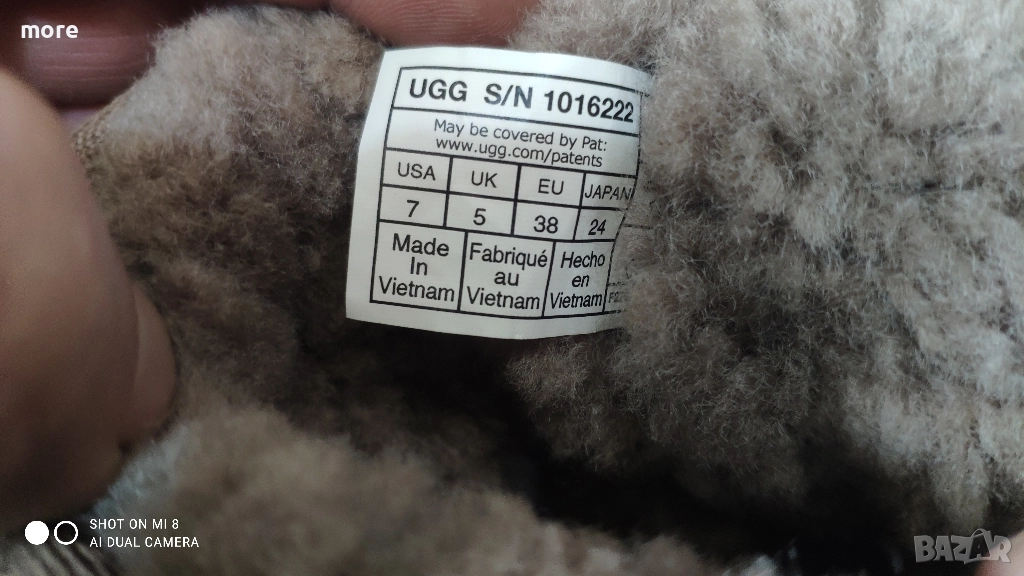 more
UGG S/N 1016222
May be covered by Pat:
www.ugg.com/patents
USA UK EU JAPAN
7 5 38 24
Made In Vietnam
Fabriqué au Vietnam
Hecho en Vietnam
SHOT ON MI 8
AI DUAL CAMERA
BAZAR